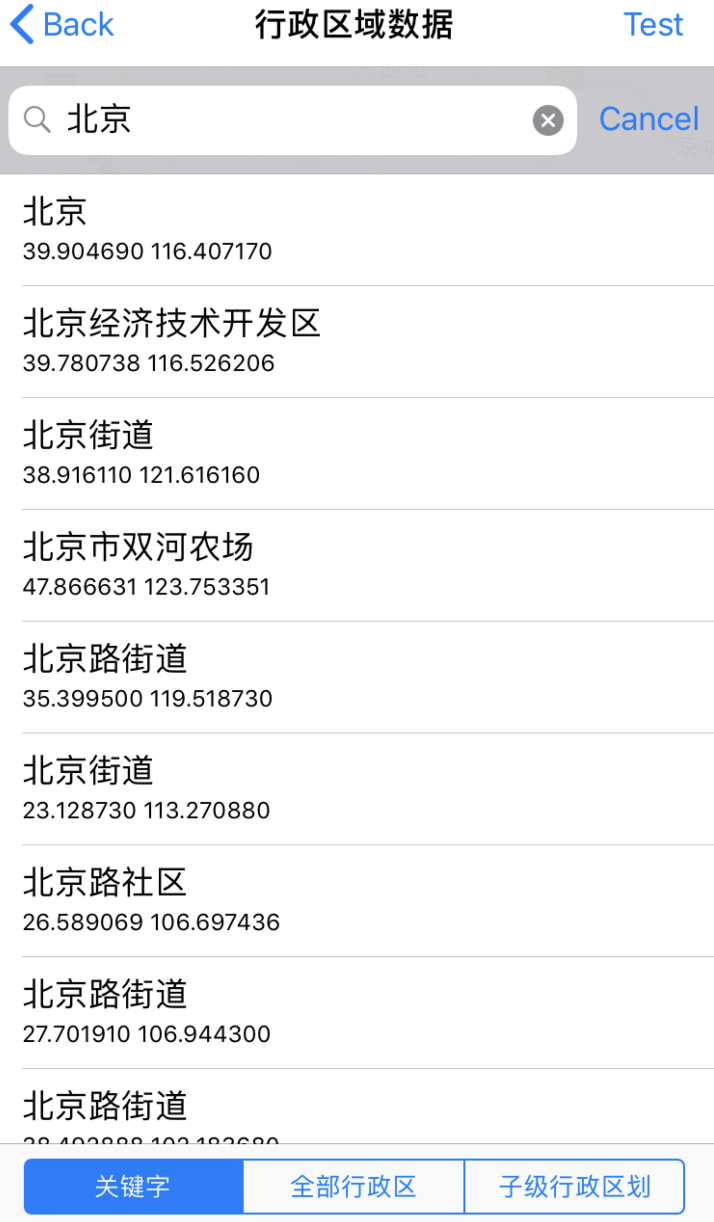 Back 行政区域数据 Test
北京 Cancel
北京
39.904690 116.407170
北京经济技术开发区
39.780738 116.526206
北京街道
38.916110 121.616160
北京市双河农场
47.866631 123.753351
北京路街道
35.399500 119.518730
北京街道
23.128730 113.270880
北京路社区
26.589069 106.697436
北京路街道
27.701910 106.944300
北京路街道
关键字 全部行政区 子级行政区划